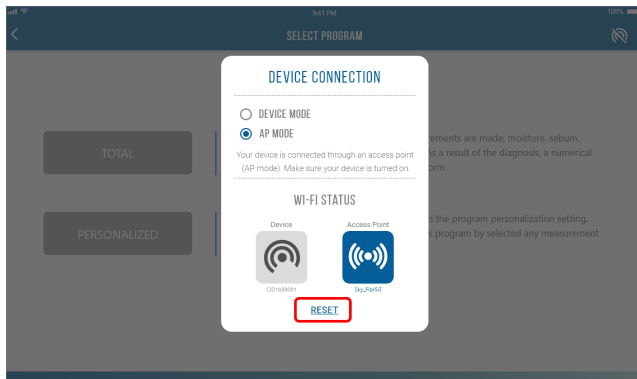 9:41 PM
100%
SELECT PROGRAM
DEVICE CONNECTION
DEVICE MODE
AP MODE
Your device is connected through an access point
(AP mode). Make sure your device is turned on.
WI-FI STATUS
Device
Access Point
Sky_Fibr5G
RESET
TOTAL
rements are made; moisture. sebum.
As a result of the diagnosis, a numerical
orm.
PERSONALIZED
n the program personalization setting.
s program by selected any measurement